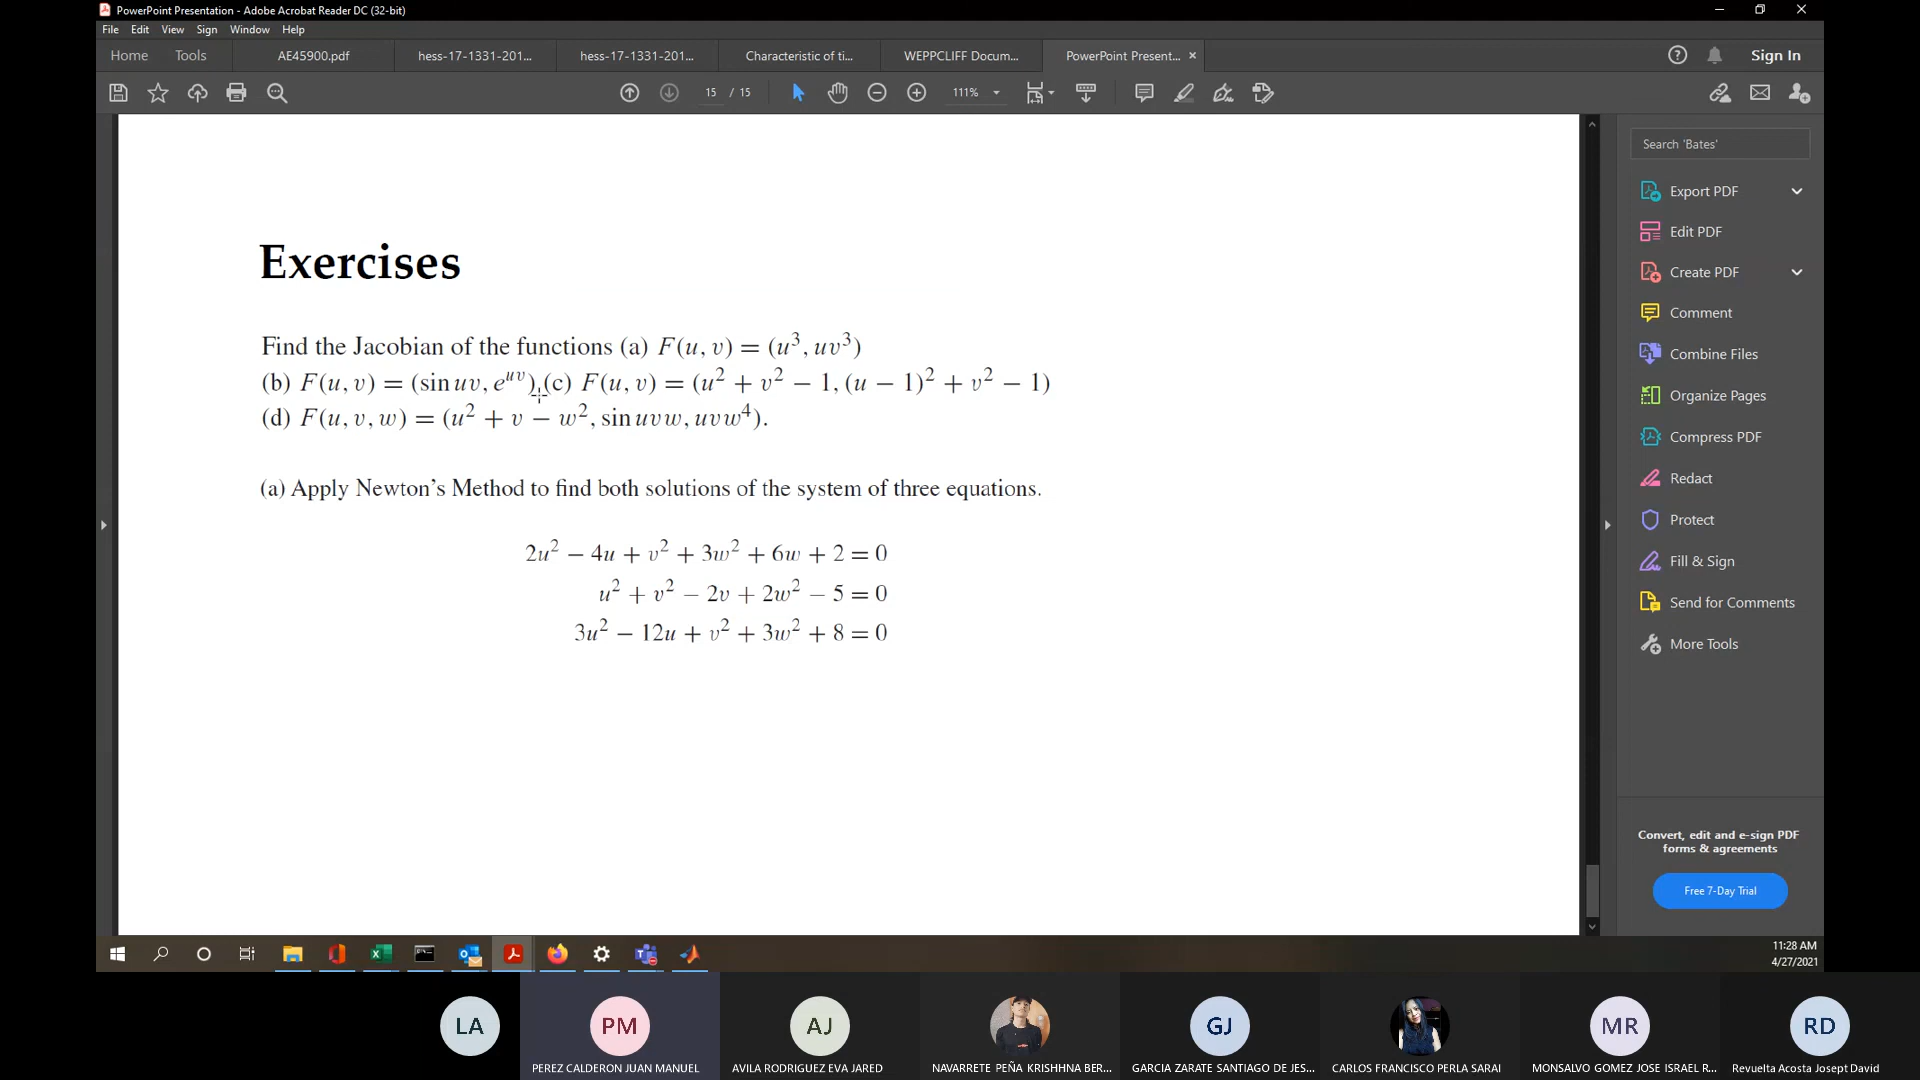 PowerPoint Presentation - Adobe Acrobat Reader DC (32-bit)
File Edit View Sign Window Help
Home Tools AE45900.pdf hess-17-1331-201... hess-17-1331-201... Characteristic of ti... WEPPCLIFF Docum... PowerPoint Present... × Sign In
15 / 15 111%
Exercises
Find the Jacobian of the functions (a) F(u, v) = (u³, uv³)
(b) F(u, v) = (sin uv, e^{uv}) (c) F(u, v) = (u² + v² − 1, (u − 1)² + v² − 1)
(d) F(u, v, w) = (u² + v − w², sin uvw, uvw⁴).
(a) Apply Newton's Method to find both solutions of the system of three equations.
2u² − 4u + v² + 3w² + 6w + 2 = 0
u² + v² − 2v + 2w² − 5 = 0
3u² − 12u + v² + 3w² + 8 = 0
Search 'Bates'
Export PDF
Edit PDF
Create PDF
Comment
Combine Files
Organize Pages
Compress PDF
Redact
Protect
Fill & Sign
Send for Comments
More Tools
Convert, edit and e-sign PDF
forms & agreements
Free 7-Day Trial
11:28 AM
4/27/2021
LA PM AJ GJ MR RD
PEREZ CALDERON JUAN MANUEL AVILA RODRIGUEZ EVA JARED NAVARRETE PEÑA KRISHHNA BER... GARCIA ZARATE SANTIAGO DE JES... CARLOS FRANCISCO PERLA SARAI MONSALVO GOMEZ JOSE ISRAEL R... Revuelta Acosta Josept David